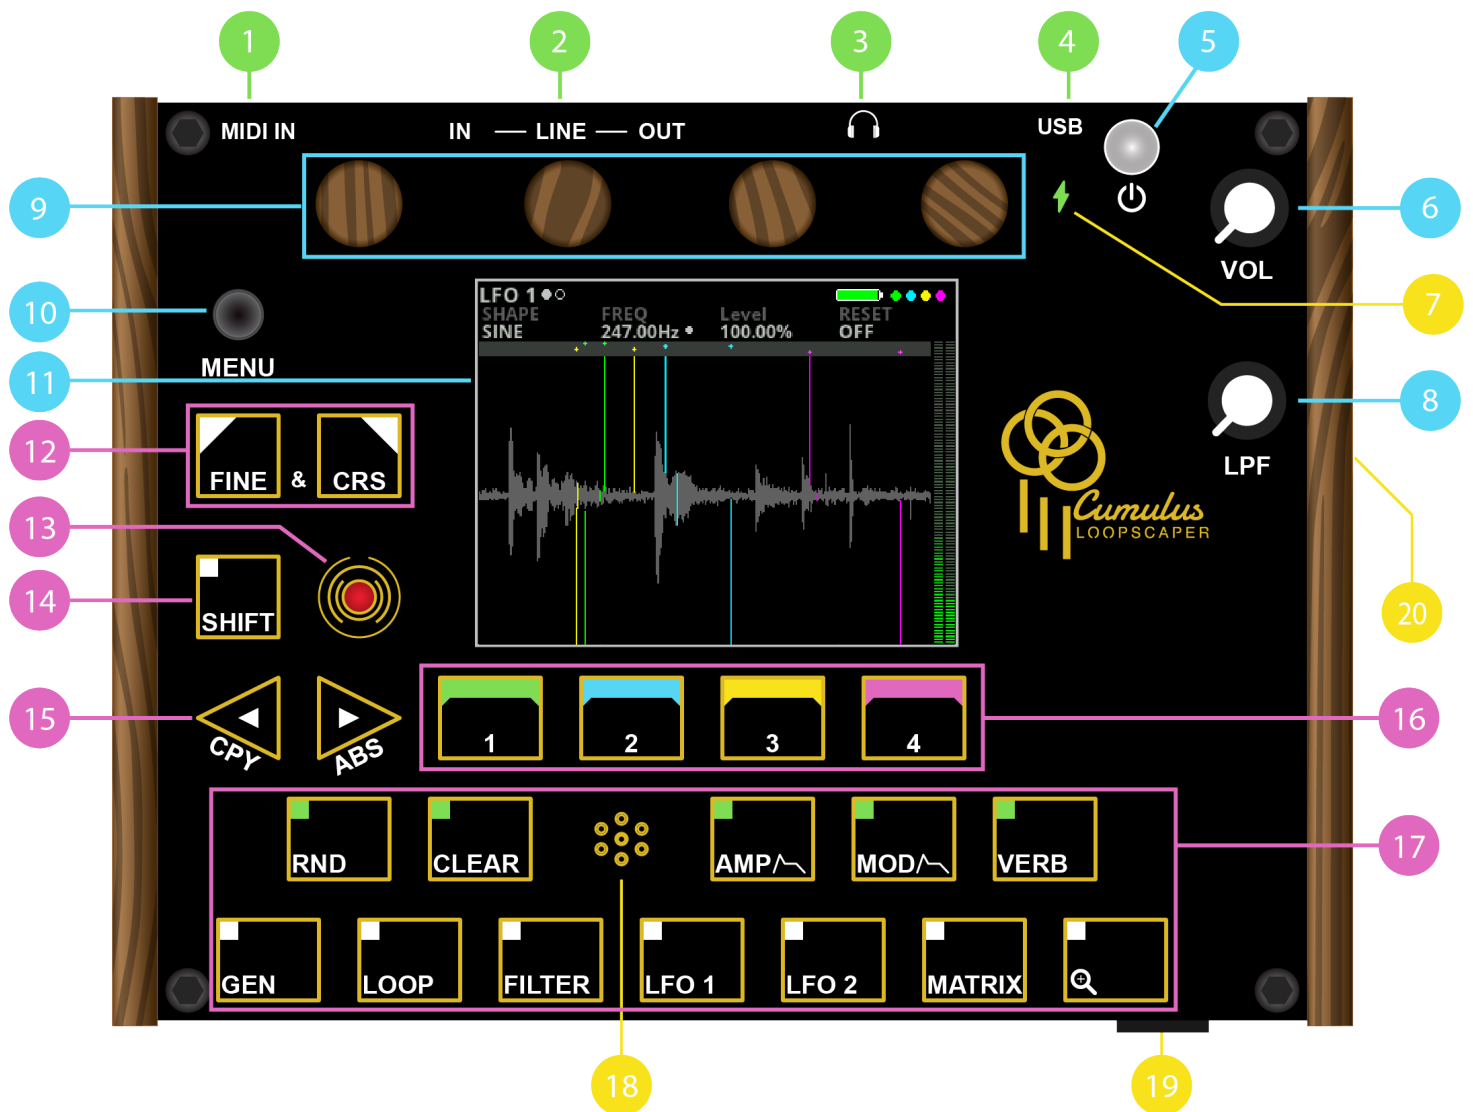 1 2 3 4 5
MIDI IN IN LINE OUT USB
9 6
VOL
10 7
LFO 1
SHAPE FREQ Level RESET
SINE 247.00Hz 100.00% OFF
MENU
11 8
12
FINE & CRS LPF
Cumulus
LOOPSCAPER
13
14 20
SHIFT
15 16
CPY ABS 1 2 3 4
17
RND CLEAR AMP MOD VERB
GEN LOOP FILTER LFO 1 LFO 2 MATRIX
18 19